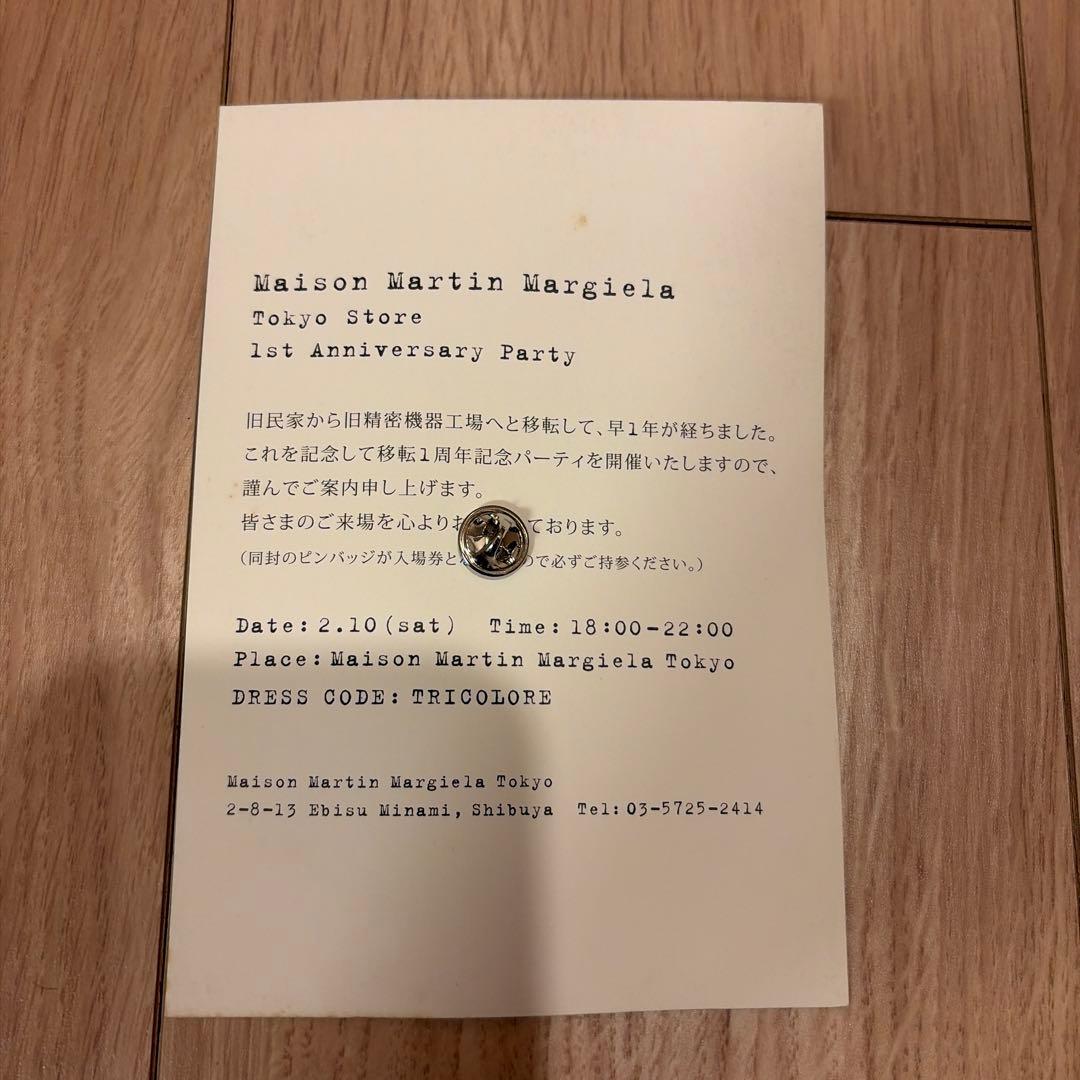 Maison Martin Margiela
Tokyo Store
1st Anniversary Party
旧民家から旧精密機器工場へと移転して、早1年が経ちました。
これを記念して移転1周年記念パーティを開催いたしますので、
謹んでご案内申し上げます。
皆さまのご来場を心よりお ております。
(同封のピンバッジが入場券と ので必ずご持参ください。)
Date: 2.10 (sat) Time: 18:00-22:00
Place: Maison Martin Margiela Tokyo
DRESS CODE: TRICOLORE
Maison Martin Margiela Tokyo
2-8-13 Ebisu Minami, Shibuya Tel: 03-5725-2414